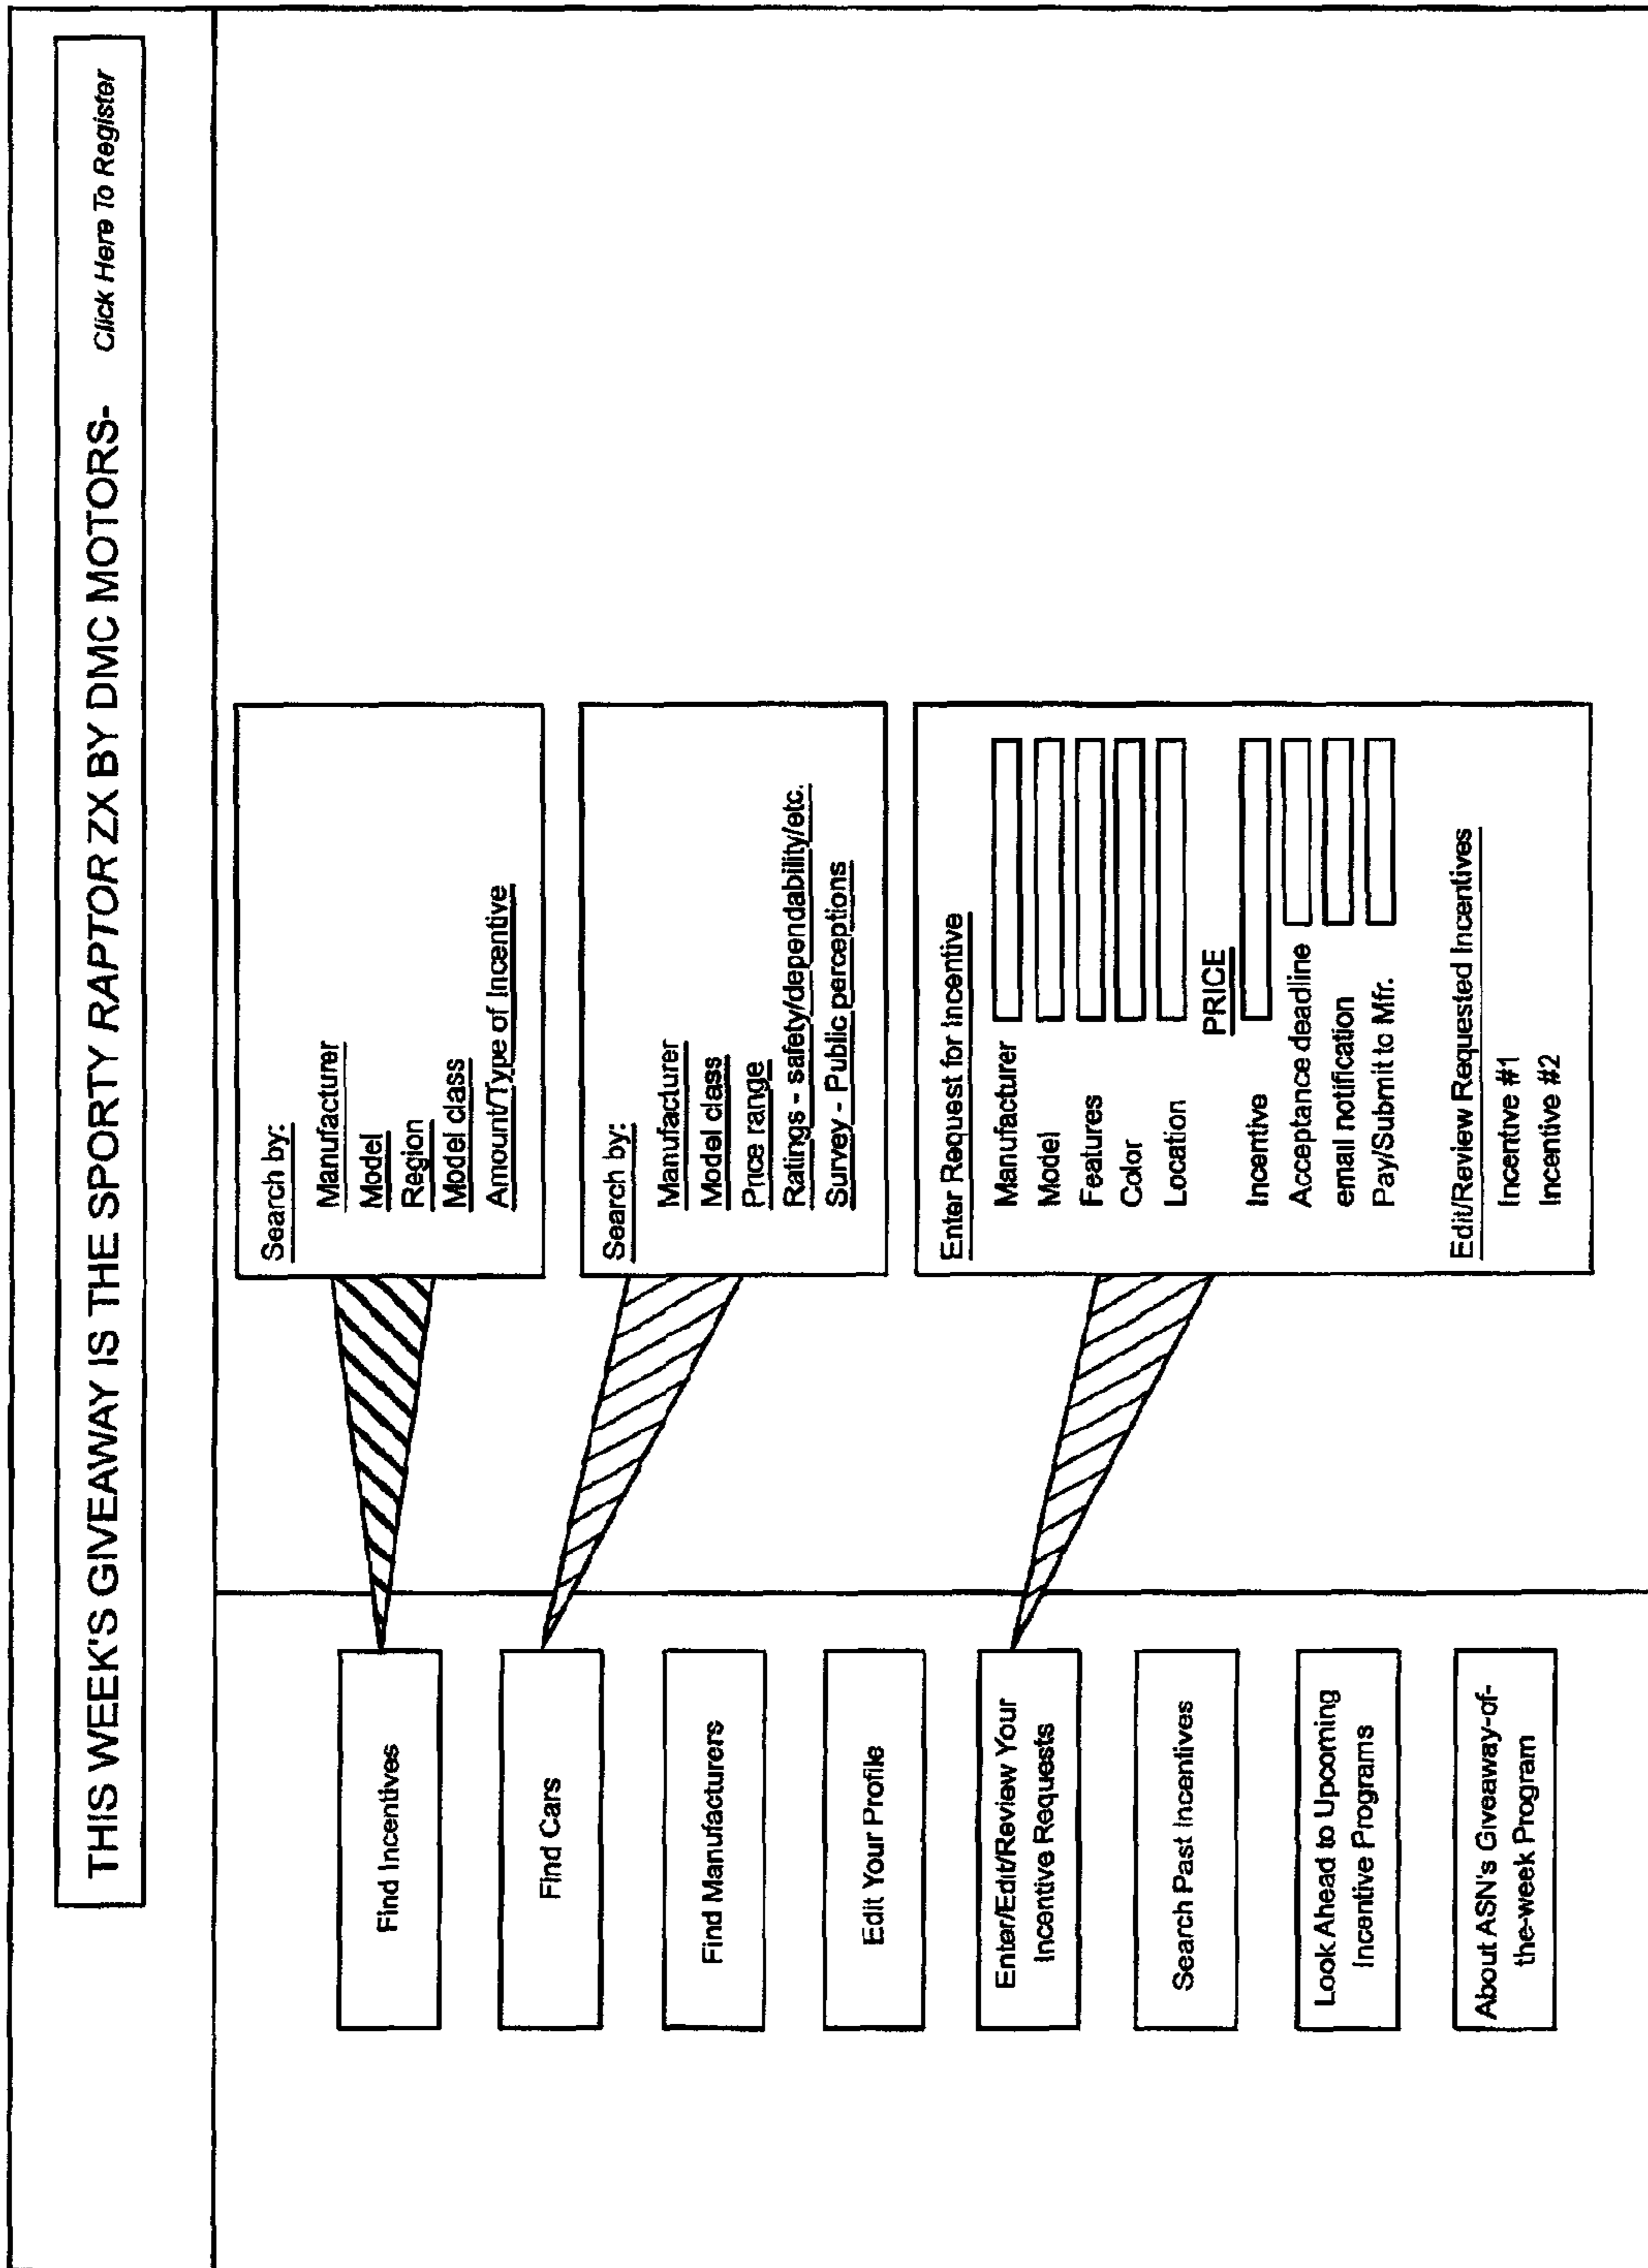 THIS WEEK'S GIVEAWAY IS THE SPORTY RAPTOR ZX BY DMC MOTORS- Click Here To Register
Find Incentives
Find Cars
Find Manufacturers
Edit Your Profile
Enter/Edit/Review Your
Incentive Requests
Search Past Incentives
Look Ahead to Upcoming
Incentive Programs
About ASN's Giveaway-of-
the-week Program
Search by:
Manufacturer
Model
Region
Model class
Amount/Type of Incentive
Search by:
Manufacturer
Model class
Price range
Ratings - safety/dependability/etc.
Survey - Public perceptions
Enter Request for Incentive
Manufacturer
Model
Features
Color
Location
PRICE
Incentive
Acceptance deadline
email notification
Pay/Submit to Mfr.
Edit/Review Requested Incentives
Incentive #1
Incentive #2